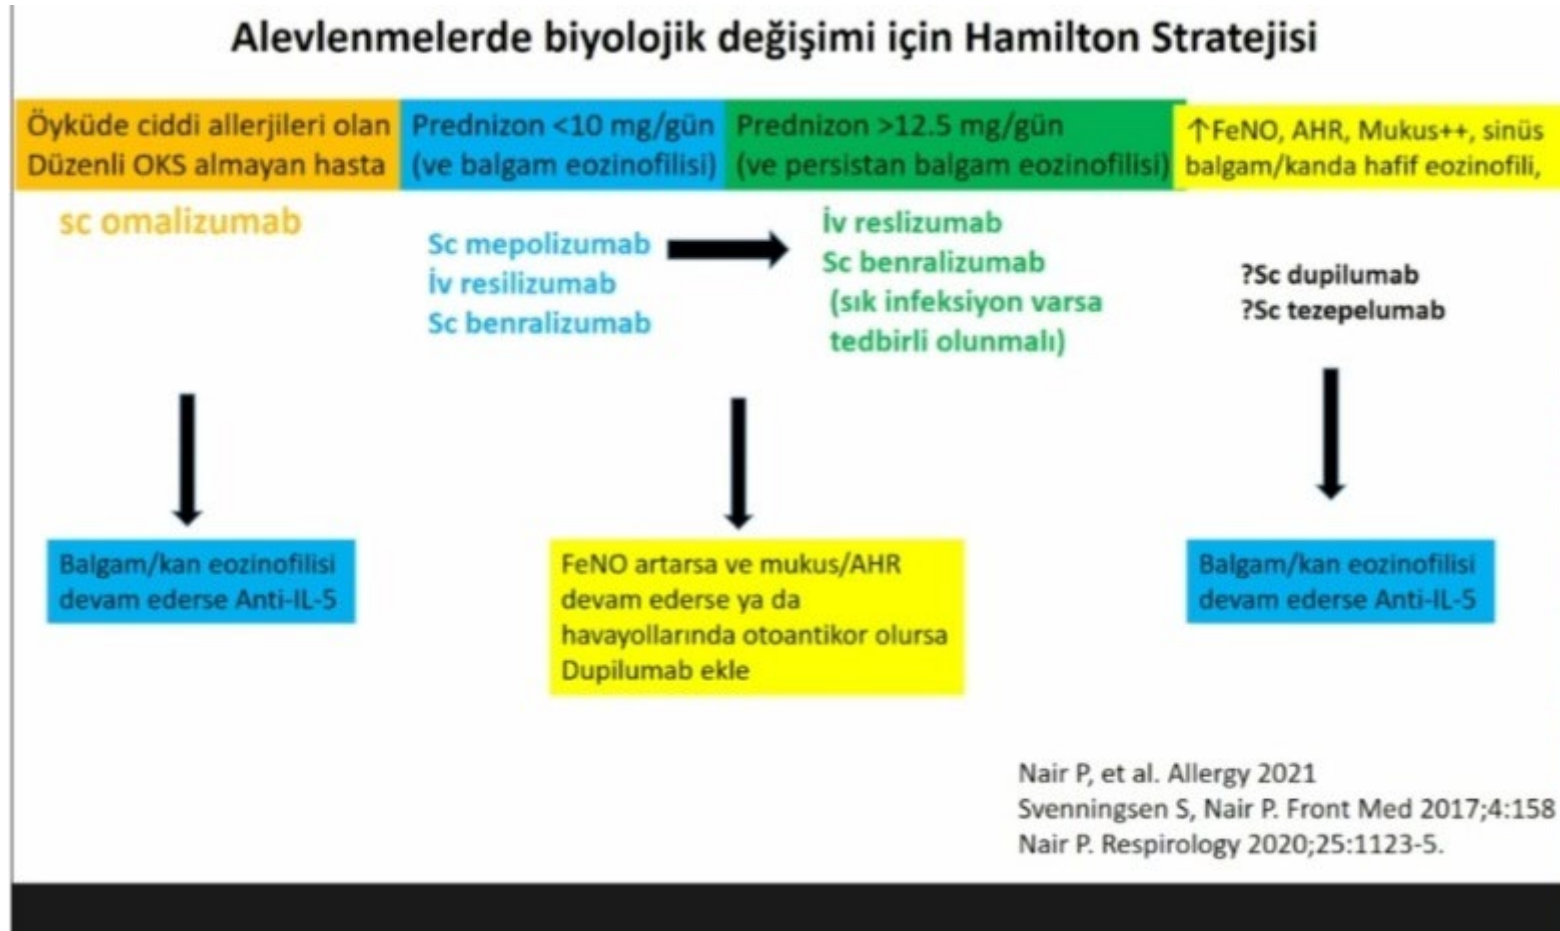 Alevlenmelerde biyolojik değişimi için Hamilton Stratejisi
Öyküde ciddi allerjileri olan
Düzenli OKS almayan hasta
sc omalizumab
Prednizon <10 mg/gün
(ve balgam eozinofilisi)
Sc mepolizumab
İv resilizumab
Sc benralizumab
Prednizon >12.5 mg/gün
(ve persistan balgam eozinofilisi)
İv reslizumab
Sc benralizumab
(sık infeksiyon varsa
tedbirli olunmalı)
↑FeNO, AHR, Mukus++, sinüs
balgam/kanda hafif eozinofili,
?Sc dupilumab
?Sc tezepelumab
Balgam/kan eozinofilisi
devam ederse Anti-IL-5
FeNO artarsa ve mukus/AHR
devam ederse ya da
havayollarında otoantikor olursa
Dupilumab ekle
Balgam/kan eozinofilisi
devam ederse Anti-IL-5
Nair P, et al. Allergy 2021
Svenningsen S, Nair P. Front Med 2017;4:158
Nair P. Respirology 2020;25:1123-5.